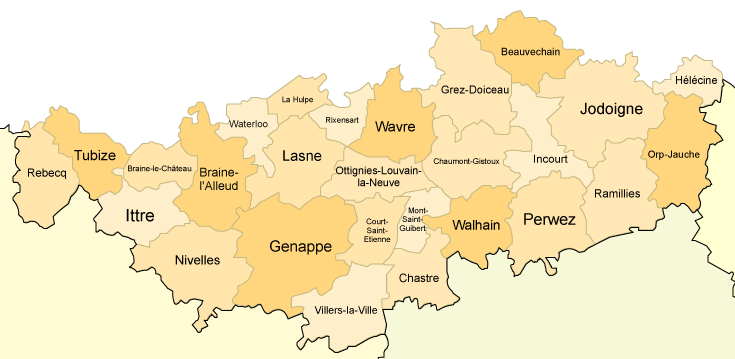 Beauvechain
Hélécine
Grez-Doiceau
La Hulpe
Jodoigne
Rixensart
Waterloo
Wavre
Tubize
Lasne
Orp-Jauche
Incourt
Chaumont-Gistoux
Rebecq
Braine-le-Château
Braine-
l'Alleud
Ottignies-Louvain-
la-Neuve
Ramillies
Ittre
Mont-
Saint-
Guibert
Court-
Saint-
Etienne
Walhain
Perwez
Genappe
Nivelles
Chastre
Villers-la-Ville